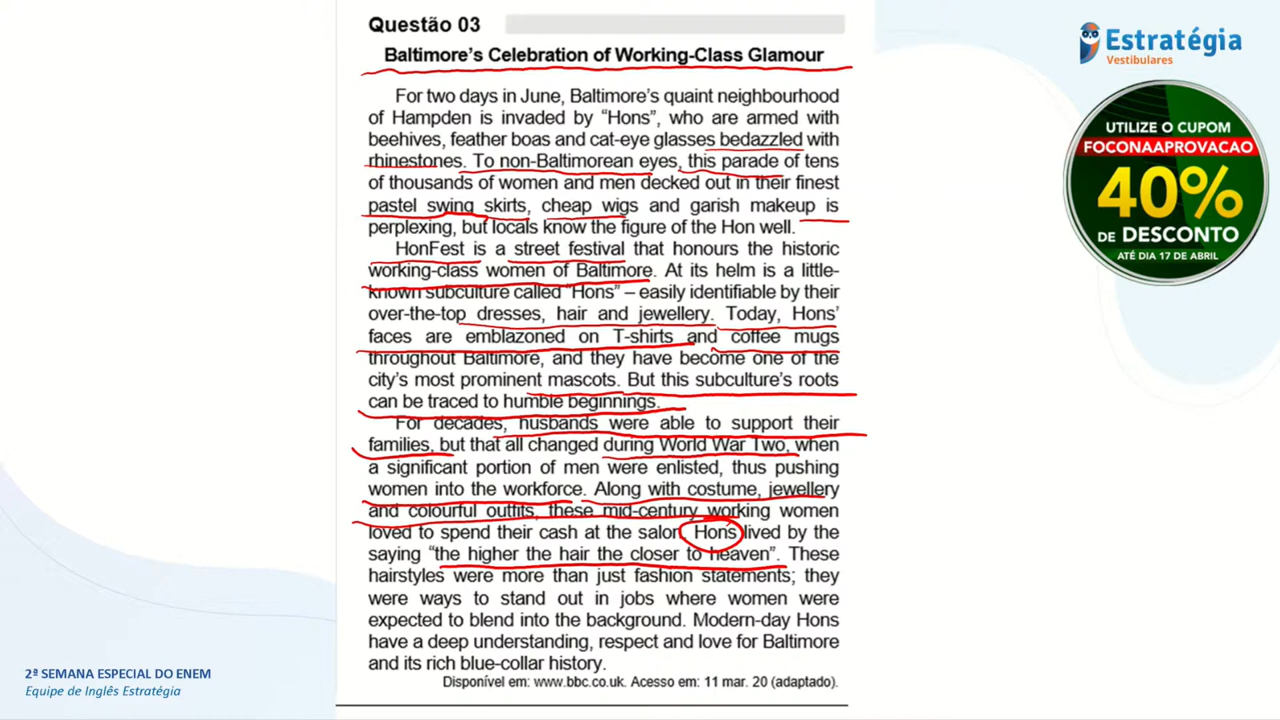 Questão 03
Baltimore's Celebration of Working-Class Glamour
For two days in June, Baltimore's quaint neighbourhood
of Hampden is invaded by “Hons”, who are armed with
beehives, feather boas and cat-eye glasses bedazzled with
rhinestones. To non-Baltimorean eyes, this parade of tens
of thousands of women and men decked out in their finest
pastel swing skirts, cheap wigs and garish makeup is
perplexing, but locals know the figure of the Hon well.
HonFest is a street festival that honours the historic
working-class women of Baltimore. At its helm is a little-
known subculture called “Hons” – easily identifiable by their
over-the-top dresses, hair and jewellery. Today, Hons'
faces are emblazoned on T-shirts and coffee mugs
throughout Baltimore, and they have become one of the
city's most prominent mascots. But this subculture's roots
can be traced to humble beginnings.
For decades, husbands were able to support their
families, but that all changed during World War Two, when
a significant portion of men were enlisted, thus pushing
women into the workforce. Along with costume, jewellery
and colourful outfits, these mid-century working women
loved to spend their cash at the salon. Hons lived by the
saying “the higher the hair the closer to heaven”. These
hairstyles were more than just fashion statements; they
were ways to stand out in jobs where women were
expected to blend into the background. Modern-day Hons
have a deep understanding, respect and love for Baltimore
and its rich blue-collar history.
Disponível em: www.bbc.co.uk. Acesso em: 11 mar. 20 (adaptado).
Estratégia
Vestibulares
UTILIZE O CUPOM
FOCONAAPROVACAO
40%
DE DESCONTO
ATÉ DIA 17 DE ABRIL
2ª SEMANA ESPECIAL DO ENEM
Equipe de Inglês Estratégia